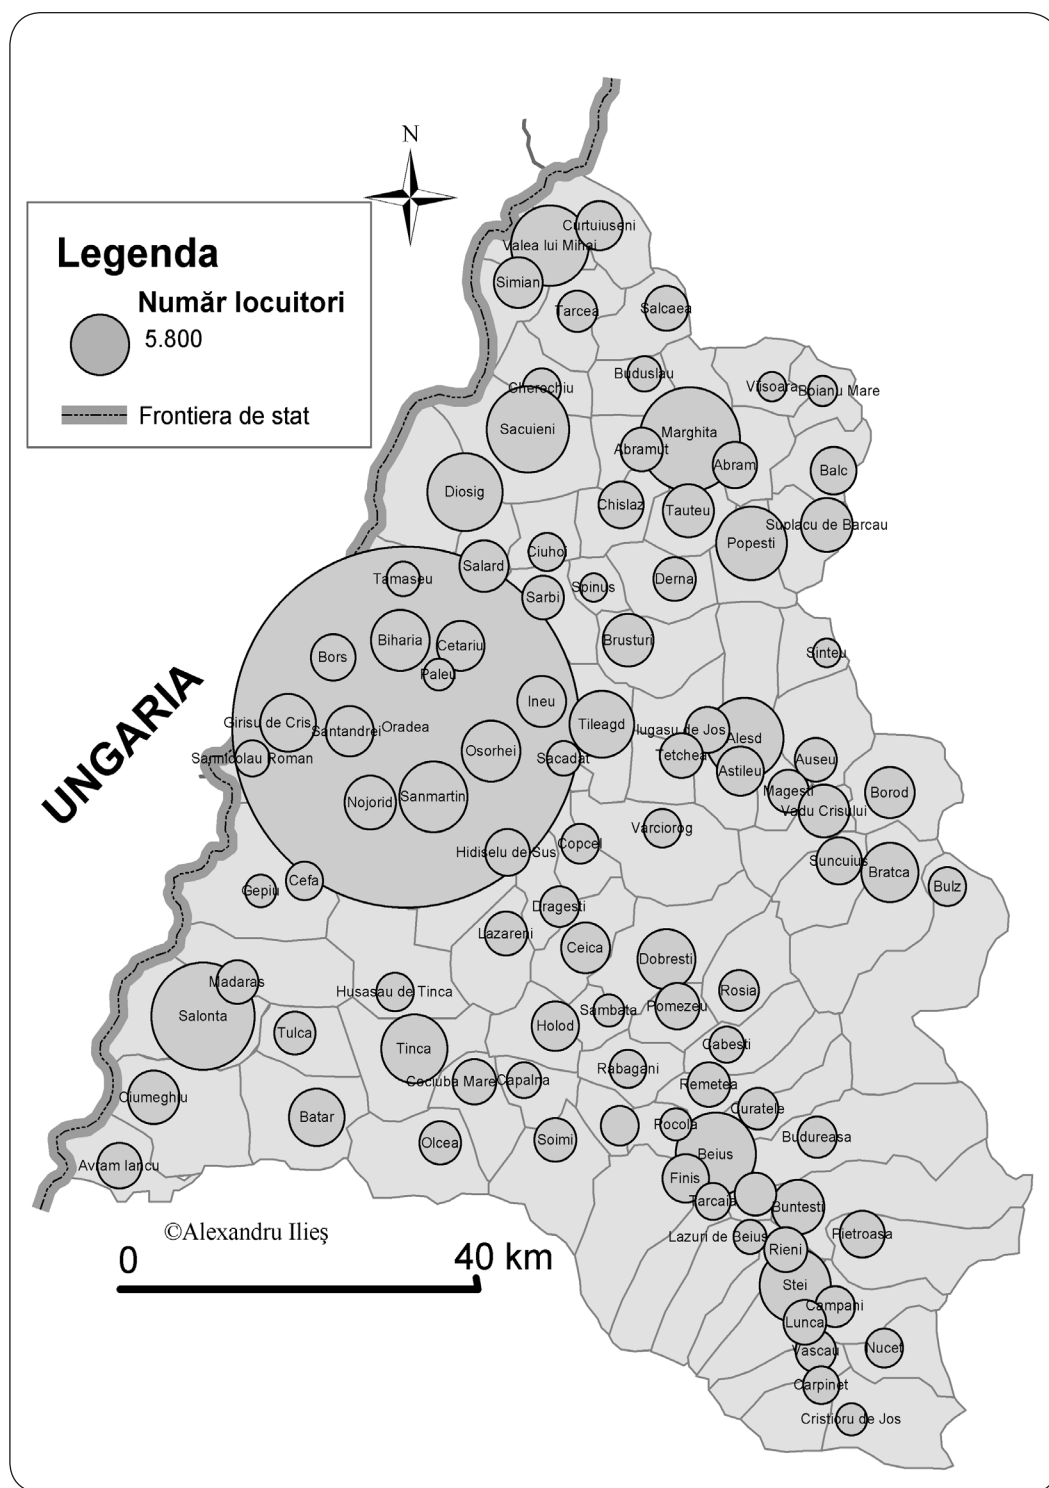 N
Legenda
Număr locuitori
5.800
Frontiera de stat
UNGARIA
Curtuiuseni
Valea lui Mihai
Simian
Tarcea
Salcaea
Buduslau
Cherechiu
Viisoara
Boianu Mare
Sacuieni
Marghita
Abramut
Abram
Balc
Diosig
Chislaz
Tauteu
Suplacu de Barcau
Popesti
Ciuhoi
Salard
Tamaseu
Derna
Spinus
Sarbi
Biharia
Cetariu
Brusturi
Bors
Sinteu
Paleu
Ineu
Girisu de Cris
Santandrei
Oradea
Tileagd
Iugasu de Jos
Alesd
Osorhei
Sarnicolau Roman
Sacadat
Tetchea
Auseu
Astileu
Magesti
Borod
Nojorid
Sanmartin
Vadu Crisului
Varciorog
Copcel
Hidiselu de Sus
Suncuius
Bratca
Cefa
Gepiu
Bulz
Dragesti
Lazareni
Ceica
Dobresti
Madaras
Husasau de Tinca
Rosia
Salonta
Sambata
Pomezeu
Tulca
Holod
Tinca
Cabesti
Rabagani
Cociuba Mare
Capalna
Remetea
Ciumeghiu
Curatele
Batar
Pocola
Olcea
Soimi
Budureasa
Beius
Avram Iancu
Finis
Tarcaia
Buntesti
©Alexandru Ilieş
Lazuri de Beius
Pietroasa
Rieni
0
40 km
Stei
Campani
Lunca
Vascau
Nucet
Carpinet
Cristioru de Jos